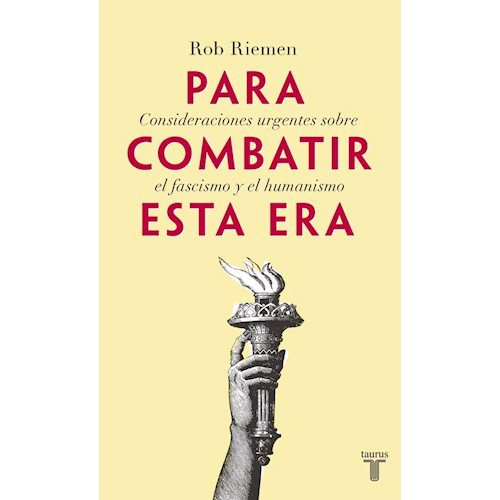 Rob Riemen
PARA
Consideraciones urgentes sobre
COMBATIR
el fascismo y el humanismo
ESTA ERA
taurus